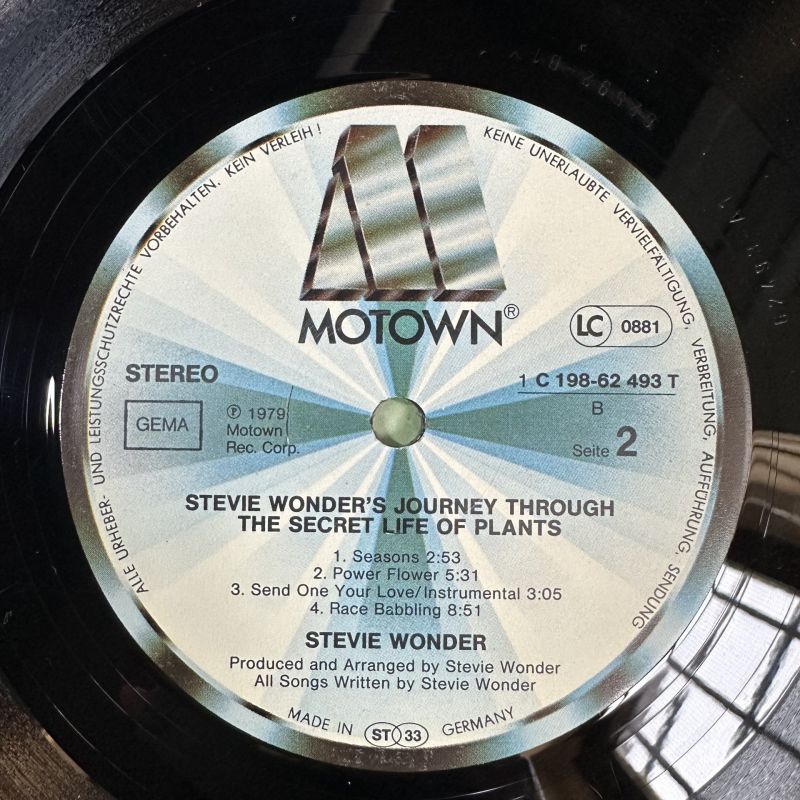 ALLE URHEBER- UND LEISTUNGSSCHUTZRECHTE VORBEHALTEN. KEIN VERLEIH! KEINE UNERLAUBTE VERVIELFÄLTIGUNG, VERBREITUNG, AUFFÜHRUNG, SENDUNG
MOTOWN®
LC 0881
STEREO
1 C 198-62 493 T
GEMA
℗ 1979
Motown
Rec. Corp.
B
Seite 2
STEVIE WONDER'S JOURNEY THROUGH
THE SECRET LIFE OF PLANTS
1. Seasons 2:53
2. Power Flower 5:31
3. Send One Your Love/Instrumental 3:05
4. Race Babbling 8:51
STEVIE WONDER
Produced and Arranged by Stevie Wonder
All Songs Written by Stevie Wonder
MADE IN ST 33 GERMANY